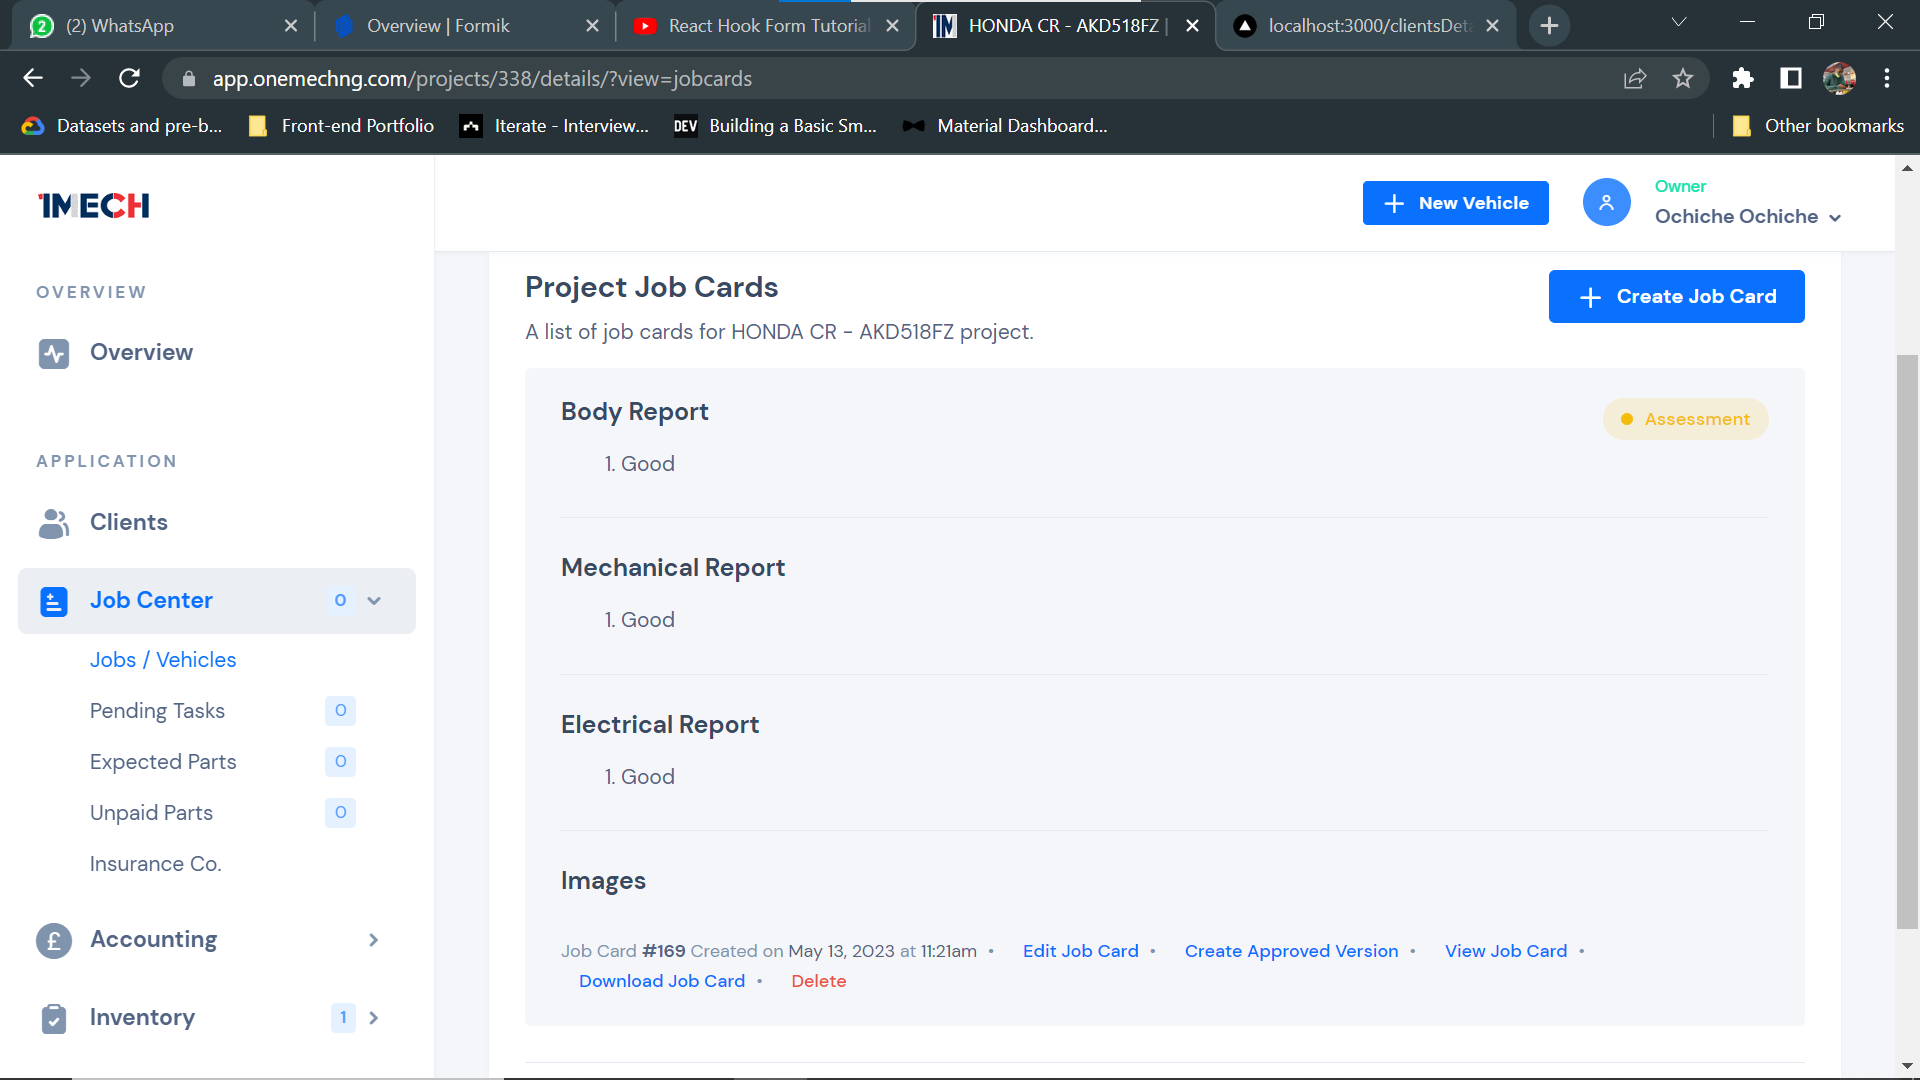 (2) WhatsApp
Overview | Formik
React Hook Form Tutorial
HONDA CR - AKD518FZ |
localhost:3000/clientsDeta
app.onemechng.com/projects/338/details/?view=jobcards
Datasets and pre-b...
Front-end Portfolio
Iterate - Interview...
DEV
Building a Basic Sm...
Material Dashboard...
Other bookmarks
1MECH
New Vehicle
Owner
Ochiche Ochiche
OVERVIEW
Overview
APPLICATION
Clients
Job Center 0
Jobs / Vehicles
Pending Tasks 0
Expected Parts 0
Unpaid Parts 0
Insurance Co.
Accounting
Inventory 1
Project Job Cards
Create Job Card
A list of job cards for HONDA CR - AKD518FZ project.
Body Report
Assessment
1. Good
Mechanical Report
1. Good
Electrical Report
1. Good
Images
Job Card #169 Created on May 13, 2023 at 11:21am • Edit Job Card • Create Approved Version • View Job Card •
Download Job Card • Delete